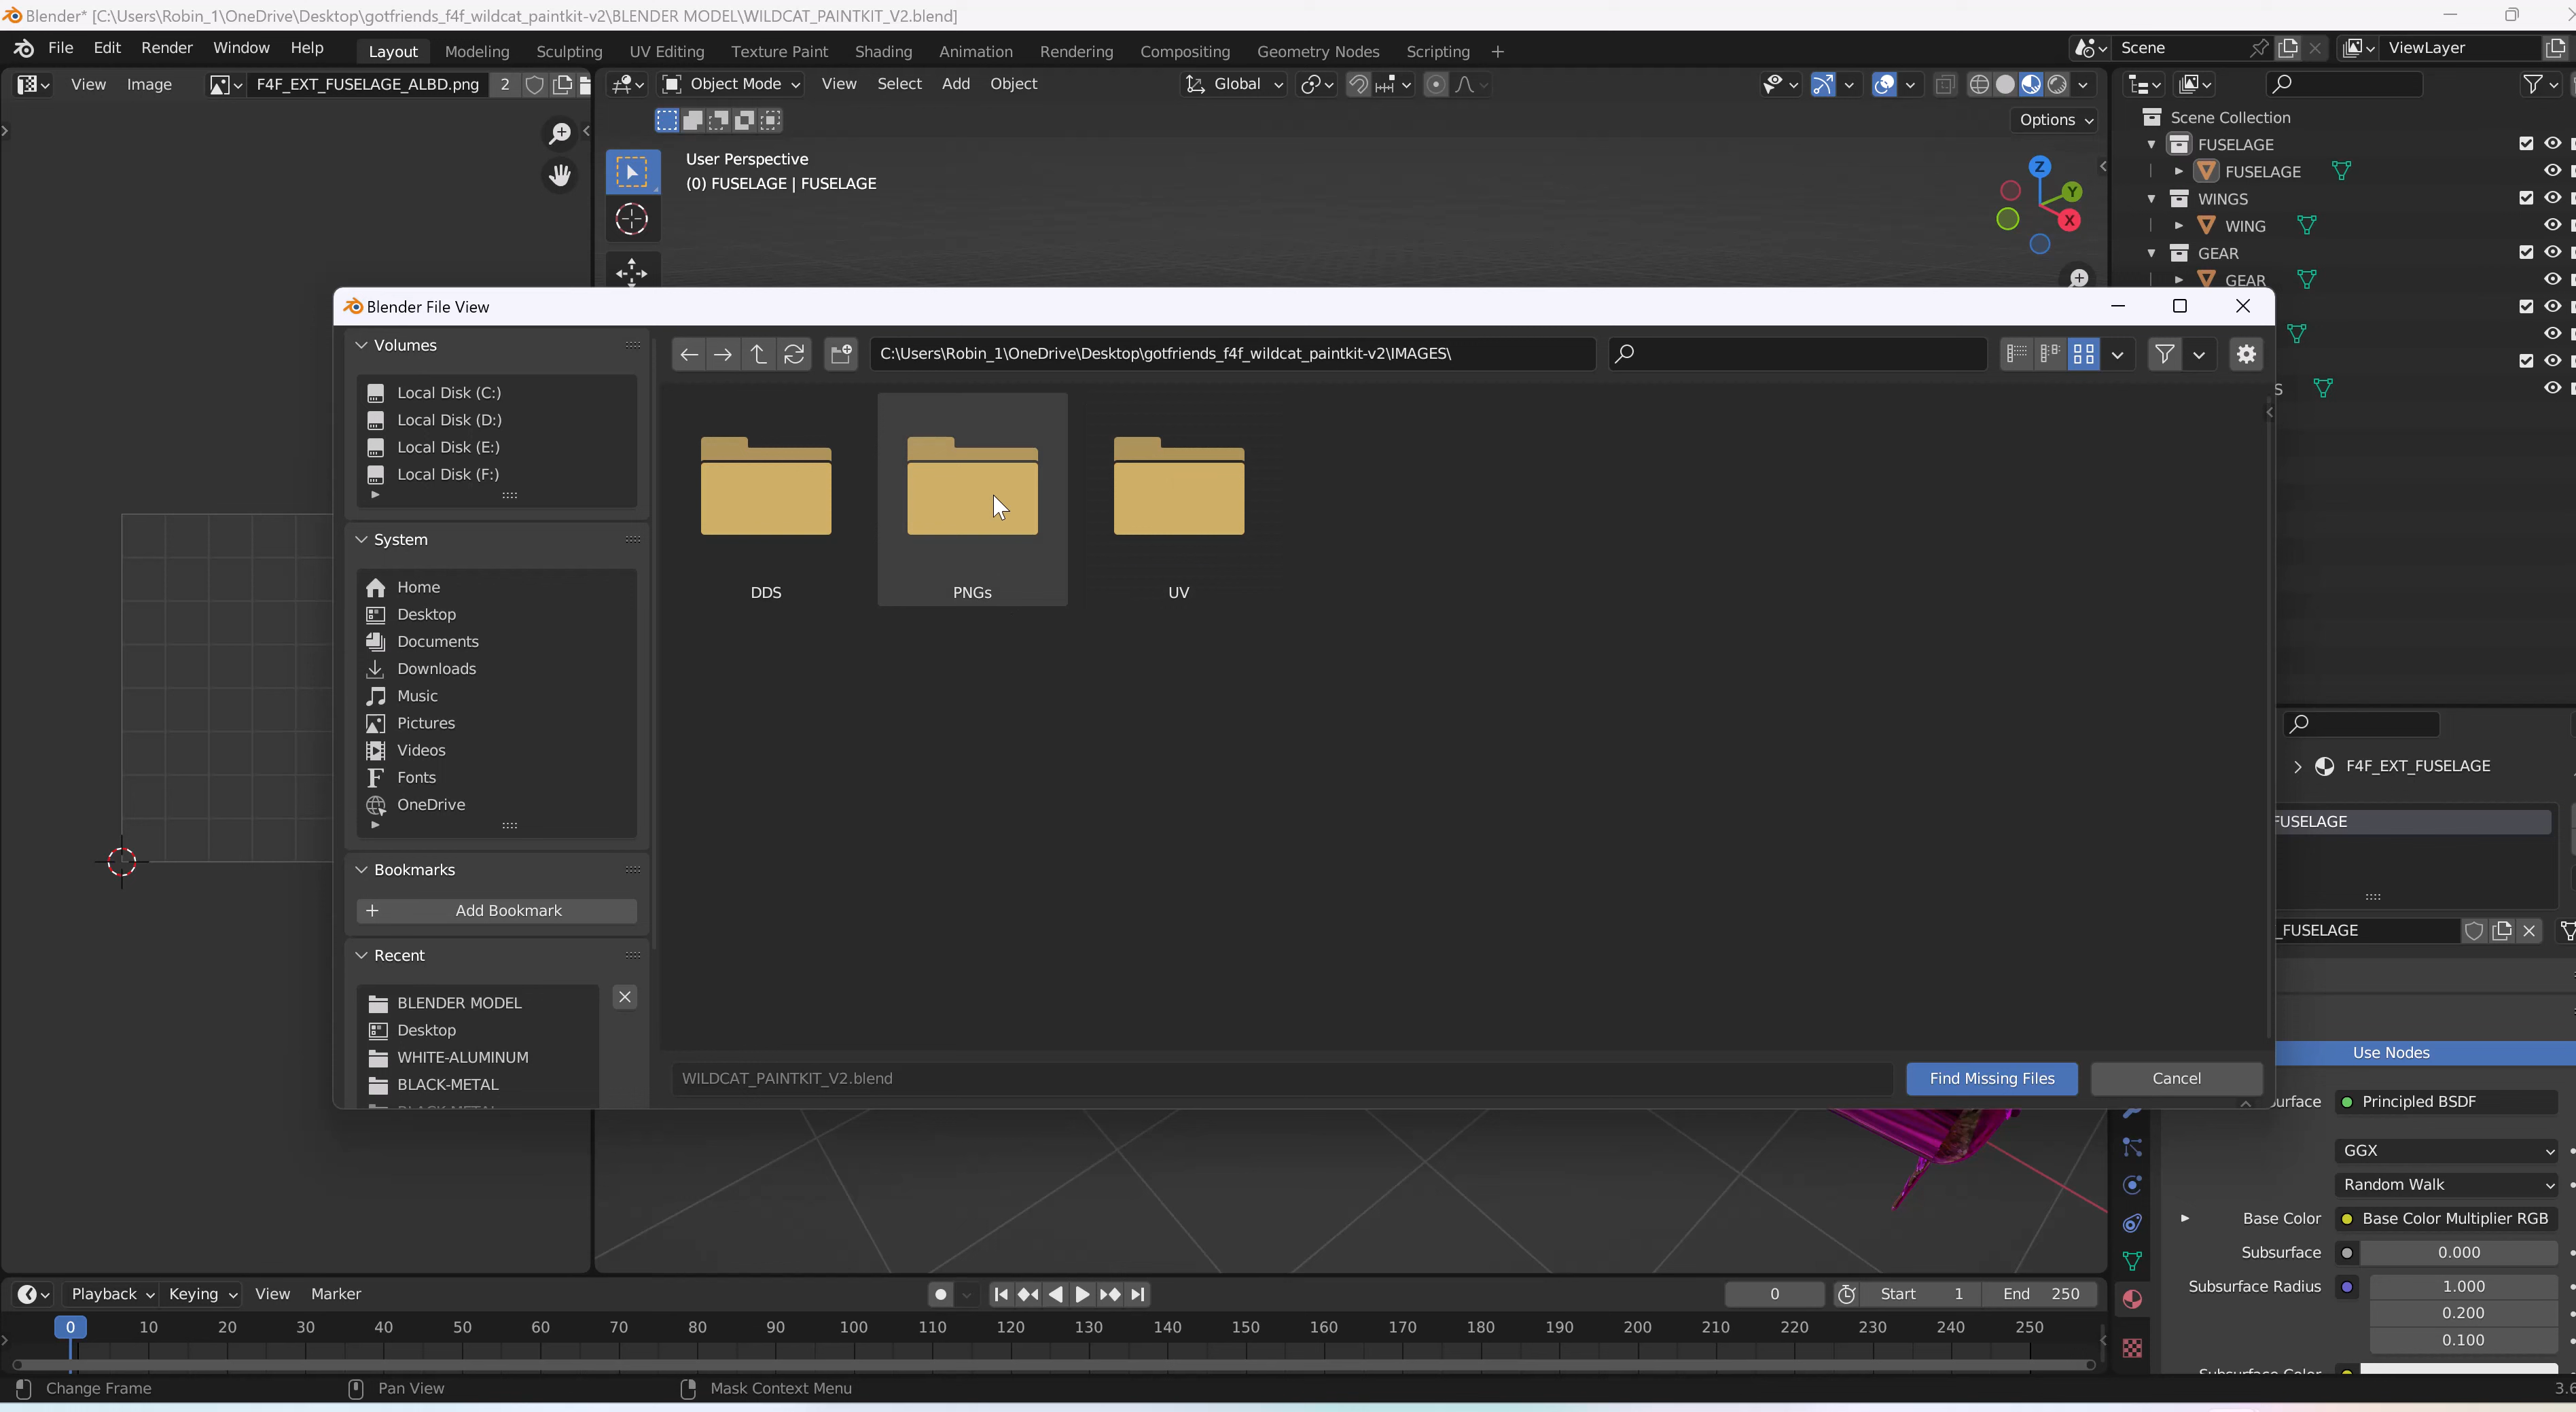 Blender* [C:\Users\Robin_1\OneDrive\Desktop\gotfriends_f4f_wildcat_paintkit-v2\BLENDER MODEL\WILDCAT_PAINTKIT_V2.blend]
File Edit Render Window Help Layout Modeling Sculpting UV Editing Texture Paint Shading Animation Rendering Compositing Geometry Nodes Scripting + Scene ViewLayer
View Image F4F_EXT_FUSELAGE_ALBD.png 2 Object Mode View Select Add Object Global
Options
User Perspective
(0) FUSELAGE | FUSELAGE
Z
Y
X
Scene Collection
FUSELAGE
FUSELAGE
WINGS
WING
GEAR
GEAR
S
Blender File View
Volumes
Local Disk (C:)
Local Disk (D:)
Local Disk (E:)
Local Disk (F:)
System
Home
Desktop
Documents
Downloads
Music
Pictures
Videos
Fonts
OneDrive
Bookmarks
Add Bookmark
Recent
BLENDER MODEL
Desktop
WHITE-ALUMINUM
BLACK-METAL
C:\Users\Robin_1\OneDrive\Desktop\gotfriends_f4f_wildcat_paintkit-v2\IMAGES\
DDS PNGs UV
WILDCAT_PAINTKIT_V2.blend Find Missing Files Cancel
F4F_EXT_FUSELAGE
FUSELAGE
_FUSELAGE
Use Nodes
urface Principled BSDF
GGX
Random Walk
Base Color Base Color Multiplier RGB
Subsurface 0.000
Subsurface Radius 1.000
0.200
0.100
Playback Keying View Marker 0 Start 1 End 250
0 10 20 30 40 50 60 70 80 90 100 110 120 130 140 150 160 170 180 190 200 210 220 230 240 250
Change Frame Pan View Mask Context Menu 3.6